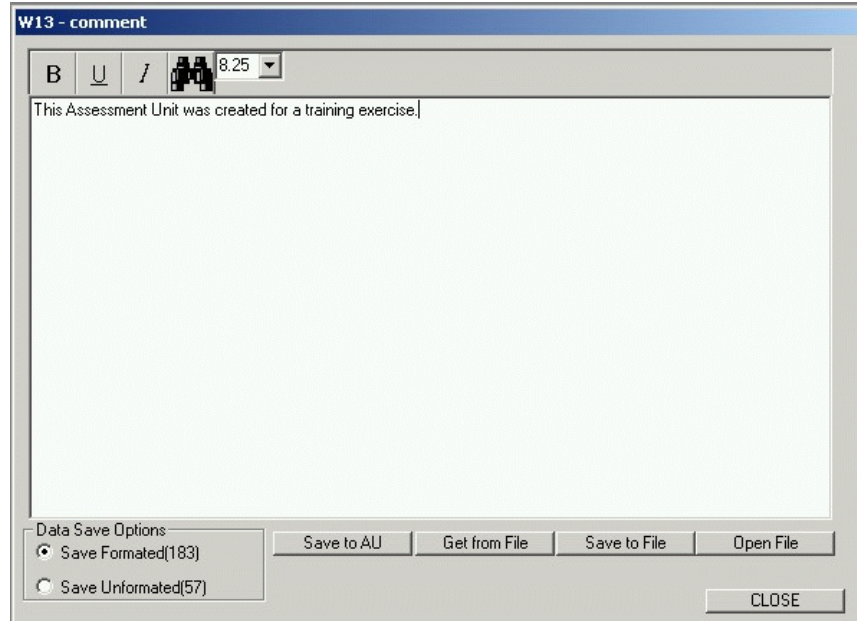 W13 - comment
B U I 8.25
This Assessment Unit was created for a training exercise.
Data Save Options
Save Formated(183)
Save Unformated(57)
Save to AU Get from File Save to File Open File
CLOSE